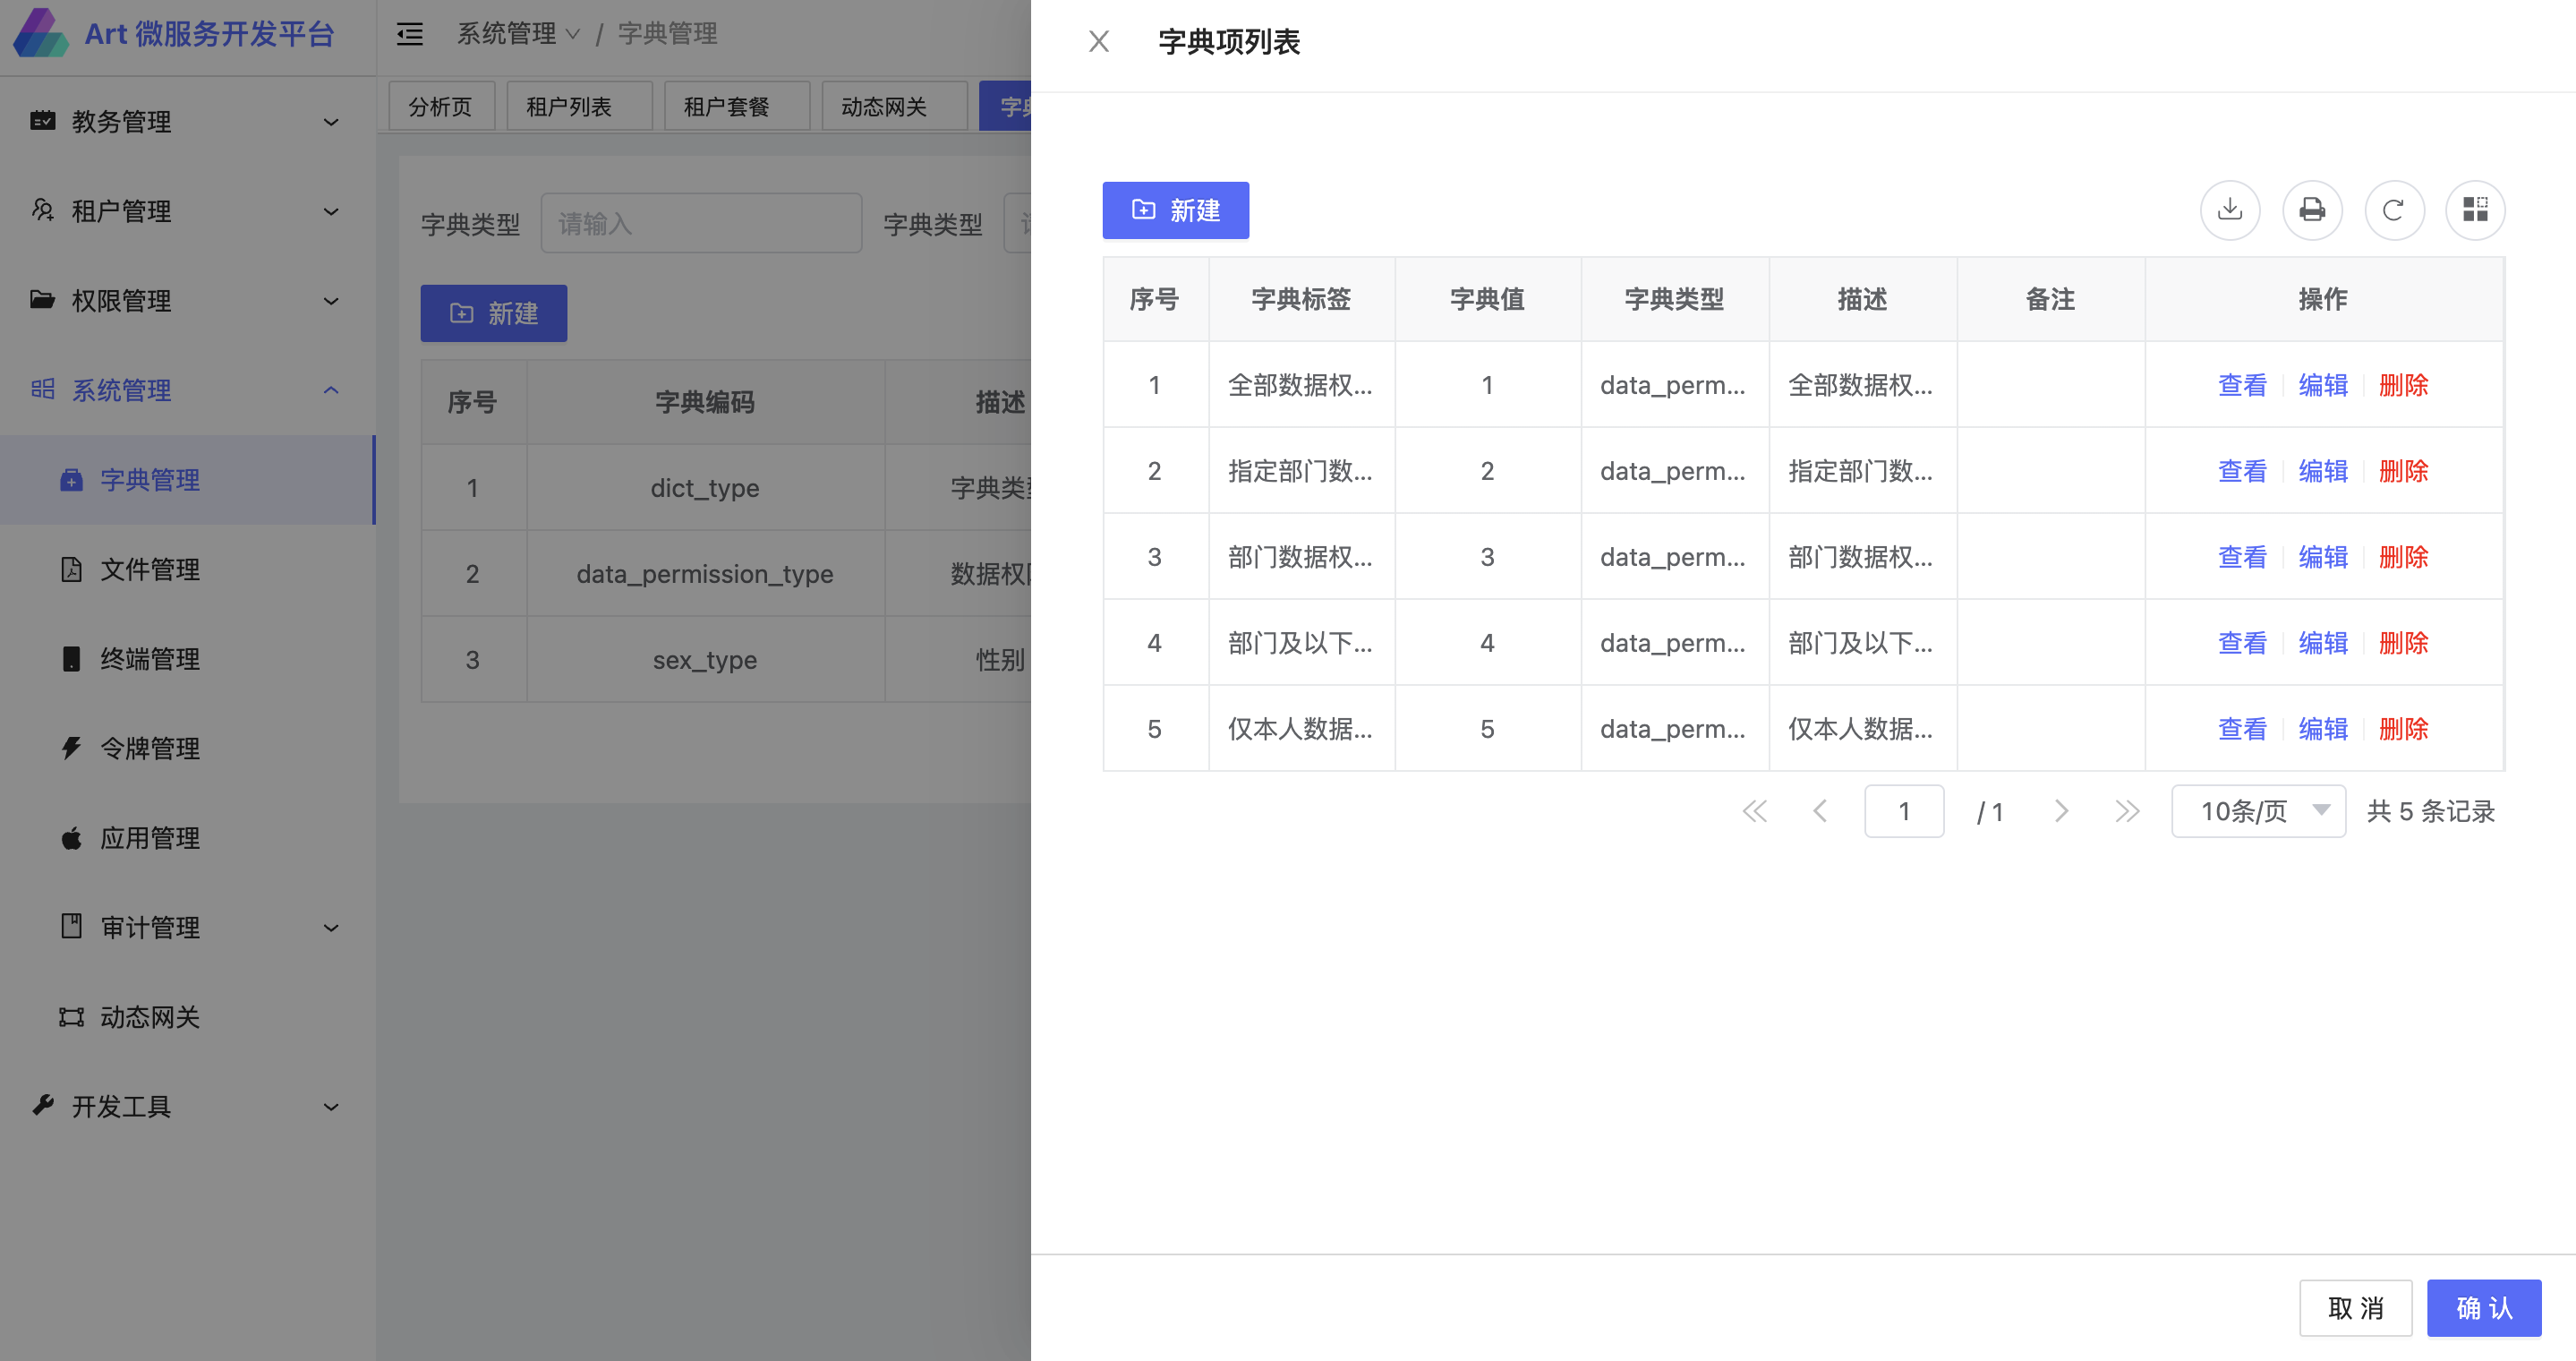 Art 微服务开发平台
教务管理
租户管理
权限管理
系统管理
字典管理
文件管理
终端管理
令牌管理
应用管理
审计管理
动态网关
开发工具
系统管理 / 字典管理
分析页 租户列表 租户套餐 动态网关
字典类型 请输入 字典类型
新建
序号 字典编码 描述
1 dict_type 字典类
2 data_permission_type 数据权
3 sex_type 性别
字典项列表
新建
序号 字典标签 字典值 字典类型 描述 备注 操作
1 全部数据权... 1 data_perm... 全部数据权... 查看 编辑 删除
2 指定部门数... 2 data_perm... 指定部门数... 查看 编辑 删除
3 部门数据权... 3 data_perm... 部门数据权... 查看 编辑 删除
4 部门及以下... 4 data_perm... 部门及以下... 查看 编辑 删除
5 仅本人数据... 5 data_perm... 仅本人数据... 查看 编辑 删除
1 / 1 10条/页 共 5 条记录
取 消 确 认